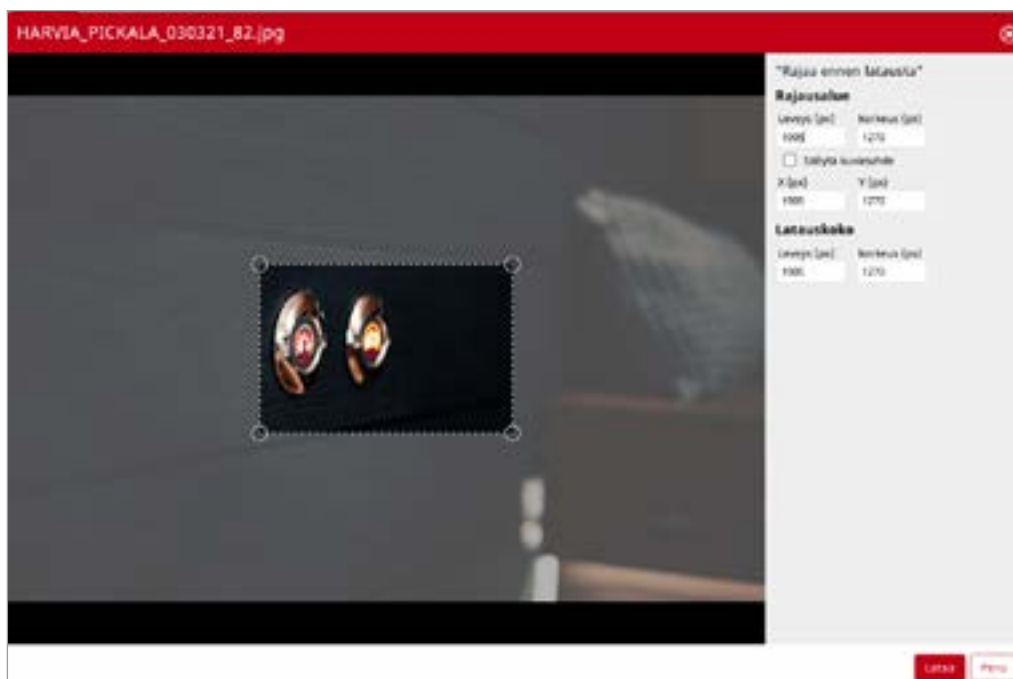 HARVIA_PICKALA_030321_82.jpg
"Rajaa ennen latausta"
Rajausalue
Leveys (px) Korkeus (px)
1270
Säilytä kuvasuhde
X (px) Y (px)
1270
Latauskoko
Leveys (px) Korkeus (px)
1270
Lataa Peru